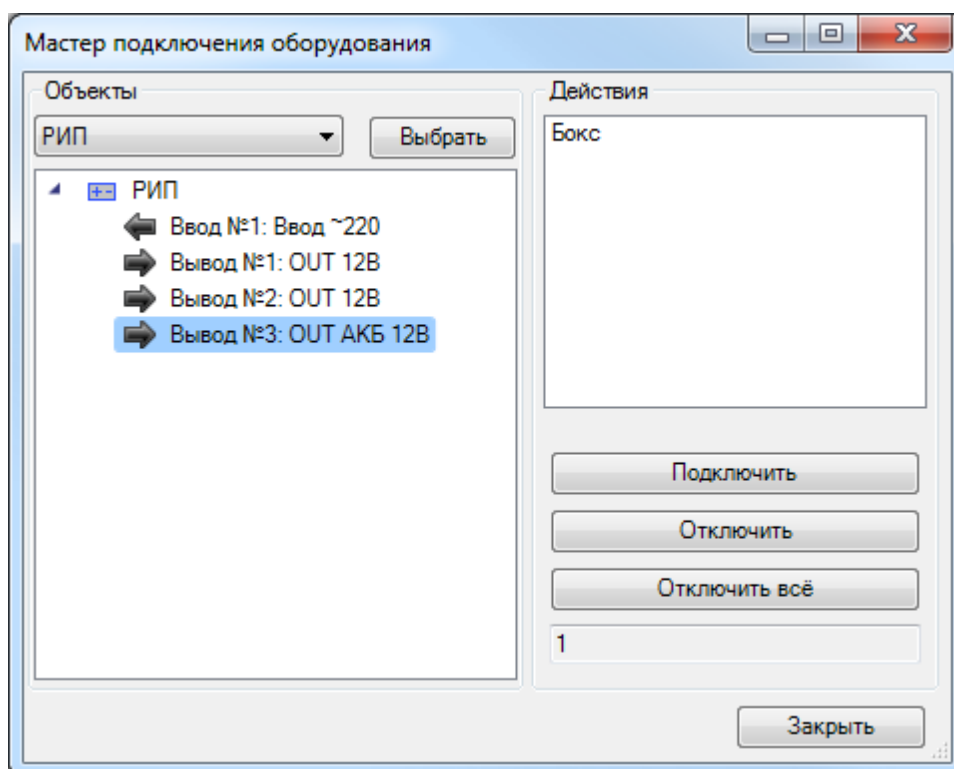 Мастер подключения оборудования
Объекты
РИП
Выбрать
РИП
Ввод №1: Ввод ~220
Вывод №1: OUT 12В
Вывод №2: OUT 12В
Вывод №3: OUT АКБ 12В
Действия
Бокс
Подключить
Отключить
Отключить всё
1
Закрыть